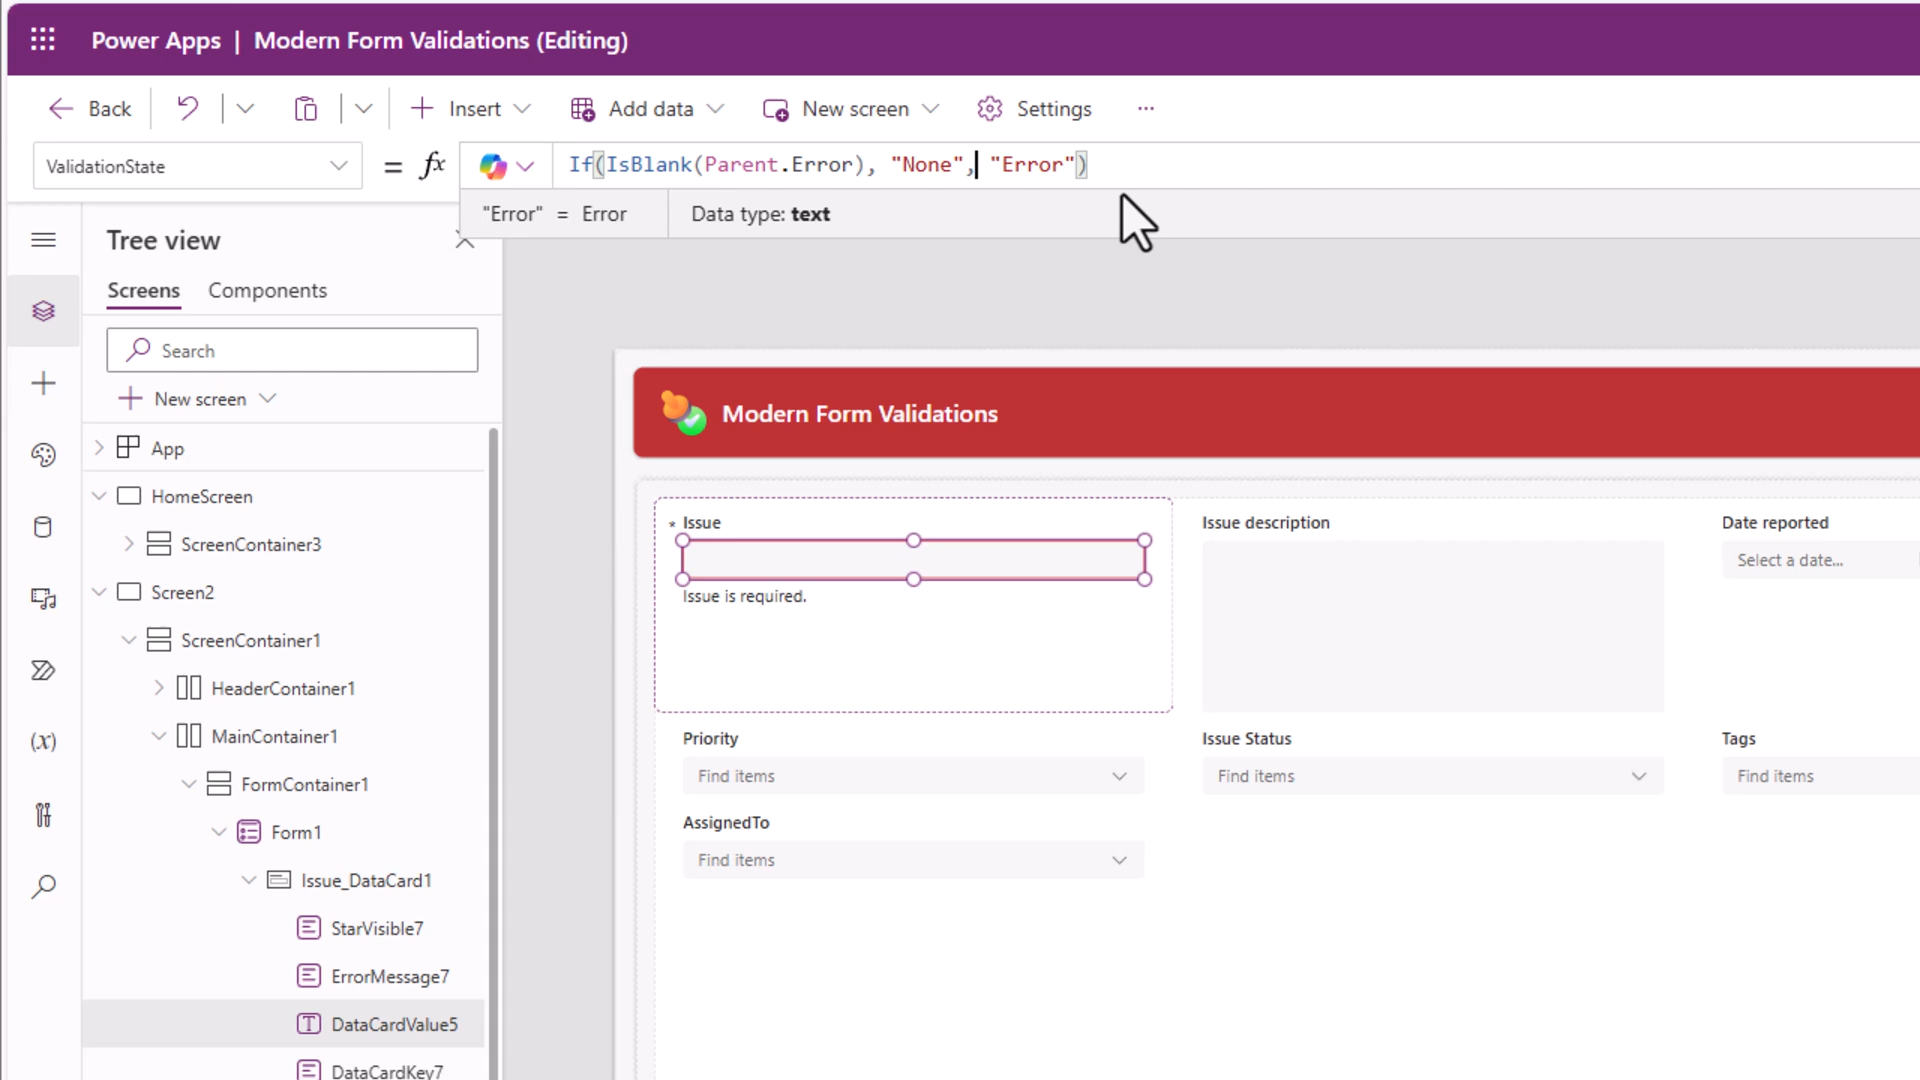 Power Apps | Modern Form Validations (Editing)
Back Insert Add data New screen Settings ...
ValidationState = fx If(IsBlank(Parent.Error), "None", "Error")
"Error" = Error Data type: text
Tree view
Screens Components
Search
New screen
App
HomeScreen
ScreenContainer3
Screen2
ScreenContainer1
HeaderContainer1
MainContainer1
FormContainer1
Form1
Issue_DataCard1
StarVisible7
ErrorMessage7
DataCardValue5
DataCardKey7
Modern Form Validations
* Issue
Issue is required.
Issue description
Date reported
Select a date...
Priority
Find items
Issue Status
Find items
Tags
Find items
AssignedTo
Find items